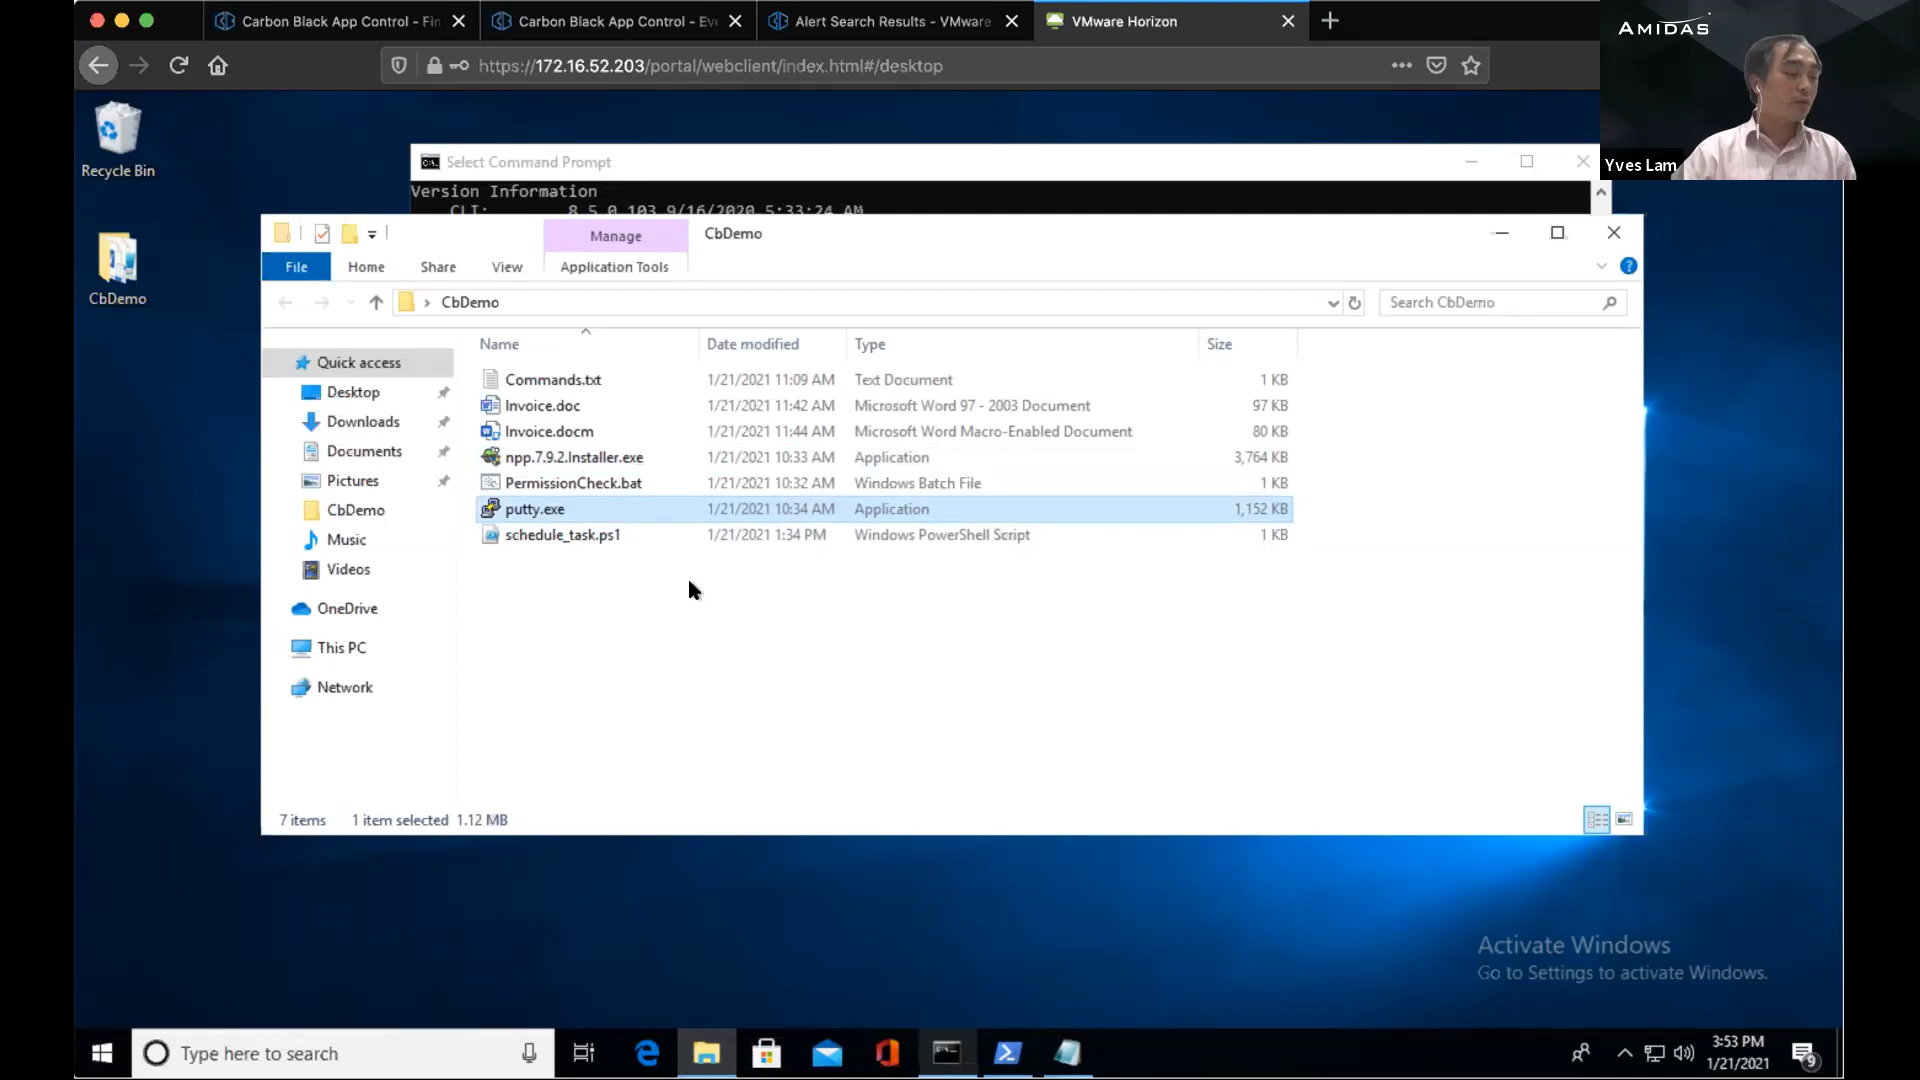 Carbon Black App Control - Fin
Carbon Black App Control - Eve
Alert Search Results - VMware
VMware Horizon
AMIDAS
https://172.16.52.203/portal/webclient/index.html#/desktop
Yves Lam
Recycle Bin
CbDemo
Select Command Prompt
Version Information
CLI: 8.5.0.103 9/16/2020 5:33:24 AM
Manage
CbDemo
File
Home
Share
View
Application Tools
CbDemo
Search CbDemo
Name
Date modified
Type
Size
Quick access
Desktop
Downloads
Documents
Pictures
CbDemo
Music
Videos
OneDrive
This PC
Network
Commands.txt 1/21/2021 11:09 AM Text Document 1 KB
Invoice.doc 1/21/2021 11:42 AM Microsoft Word 97 - 2003 Document 97 KB
Invoice.docm 1/21/2021 11:44 AM Microsoft Word Macro-Enabled Document 80 KB
npp.7.9.2.Installer.exe 1/21/2021 10:33 AM Application 3,764 KB
PermissionCheck.bat 1/21/2021 10:32 AM Windows Batch File 1 KB
putty.exe 1/21/2021 10:34 AM Application 1,152 KB
schedule_task.ps1 1/21/2021 1:34 PM Windows PowerShell Script 1 KB
7 items 1 item selected 1.12 MB
Activate Windows
Go to Settings to activate Windows.
Type here to search
3:53 PM
1/21/2021
9